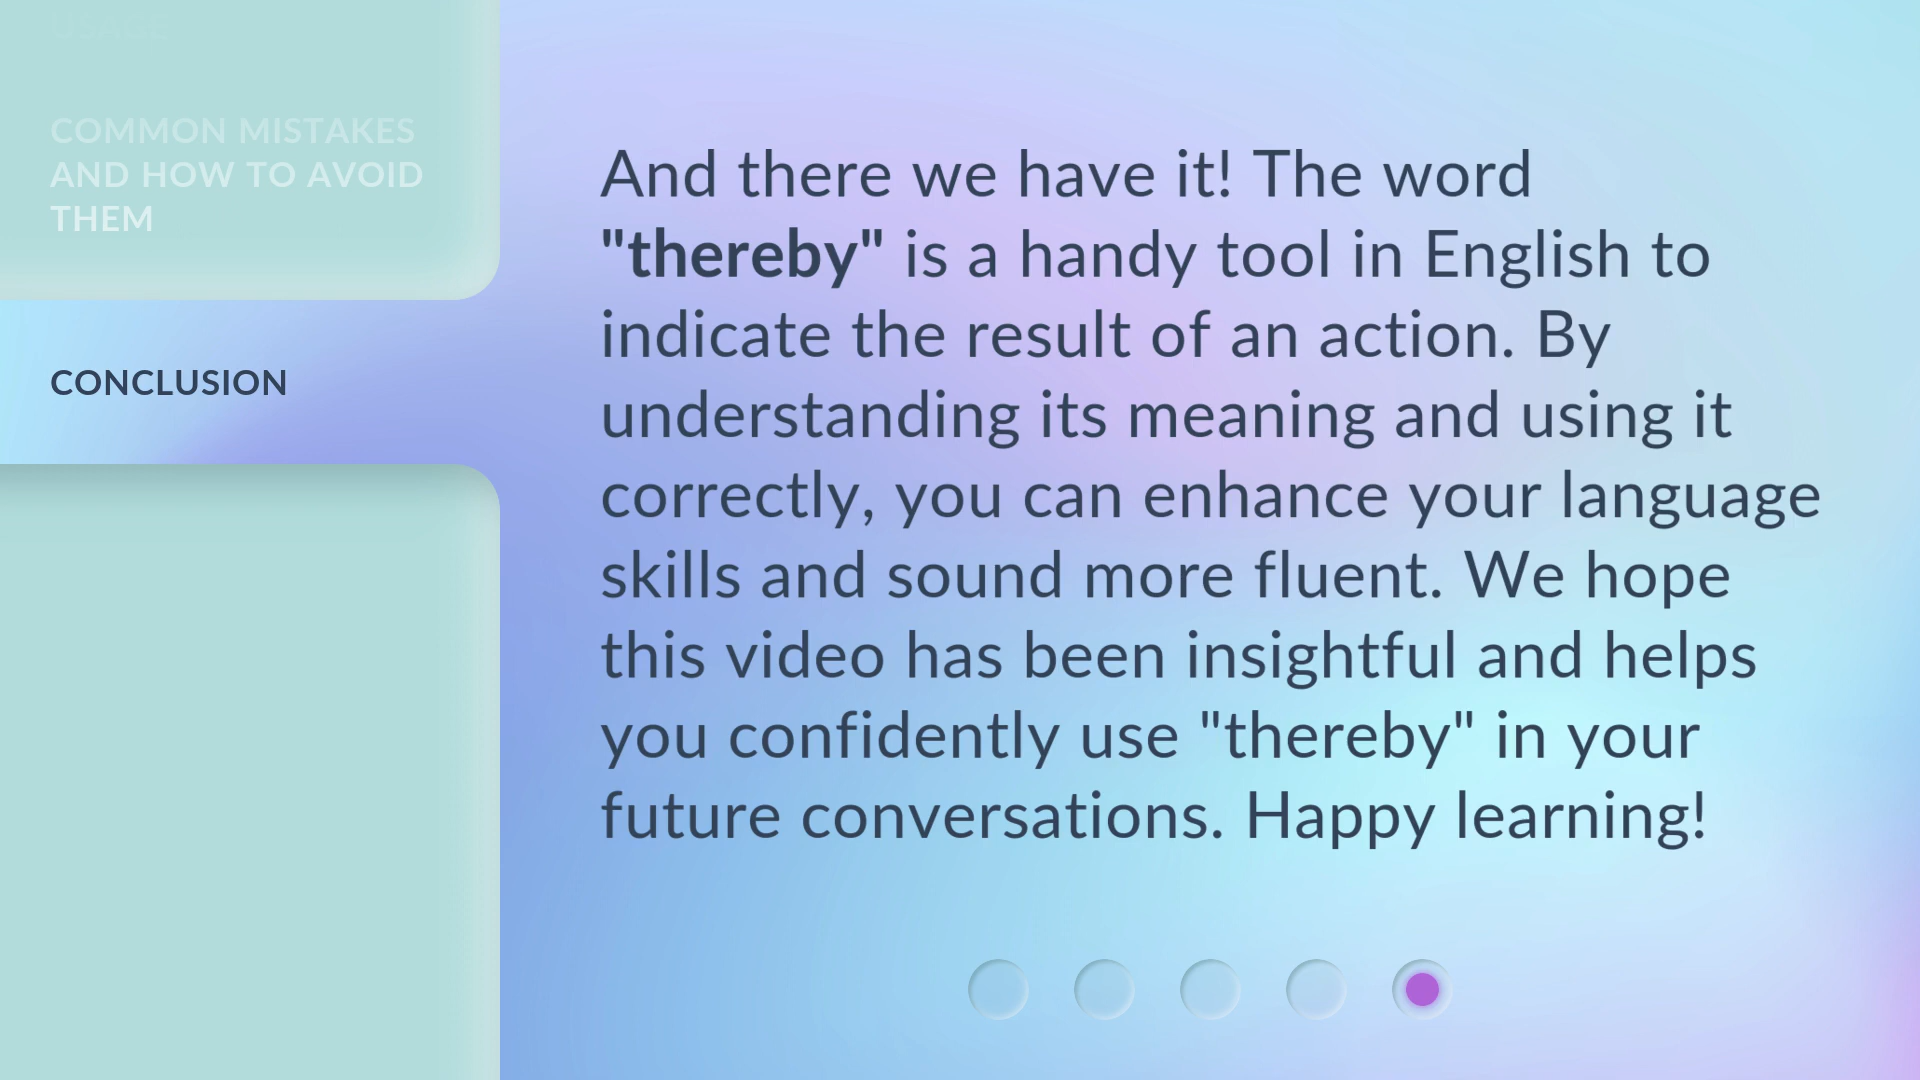 USAGE
COMMON MISTAKES
AND HOW TO AVOID
THEM
CONCLUSION
And there we have it! The word
"thereby" is a handy tool in English to
indicate the result of an action. By
understanding its meaning and using it
correctly, you can enhance your language
skills and sound more fluent. We hope
this video has been insightful and helps
you confidently use "thereby" in your
future conversations. Happy learning!